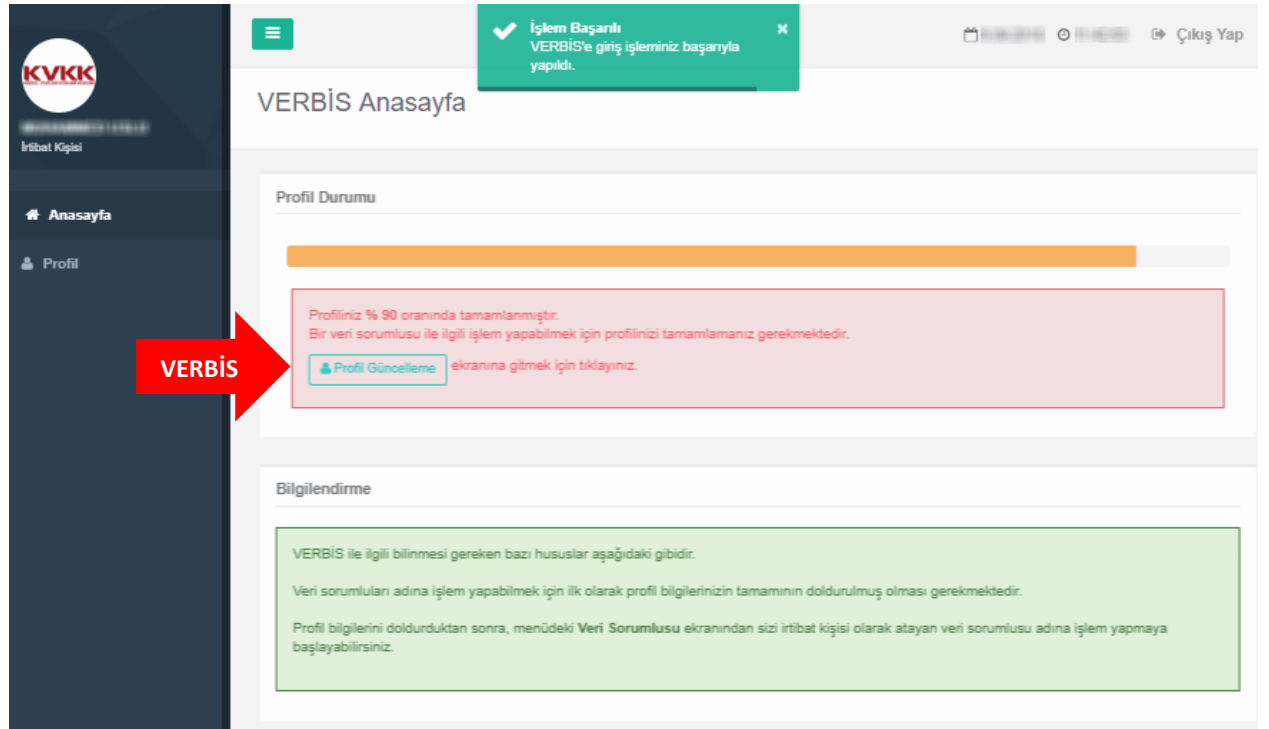 İşlem Başarılı
VERBİS'e giriş işleminiz başarıyla
yapıldı.
Çıkış Yap
KVKK
İrtibat Kişisi
VERBİS Anasayfa
Anasayfa
Profil
Profil Durumu
Profiliniz % 90 oranında tamamlanmıştır.
Bir veri sorumlusu ile ilgili işlem yapabilmek için profilinizi tamamlamanız gerekmektedir.
Profil Güncelleme ekranına gitmek için tıklayınız.
VERBİS
Bilgilendirme
VERBİS ile ilgili bilinmesi gereken bazı hususlar aşağıdaki gibidir.
Veri sorumluları adına işlem yapabilmek için ilk olarak profil bilgilerinizin tamamının doldurulmuş olması gerekmektedir.
Profil bilgilerini doldurduktan sonra, menüdeki Veri Sorumlusu ekranından sizi irtibat kişisi olarak atayan veri sorumlusu adına işlem yapmaya
başlayabilirsiniz.